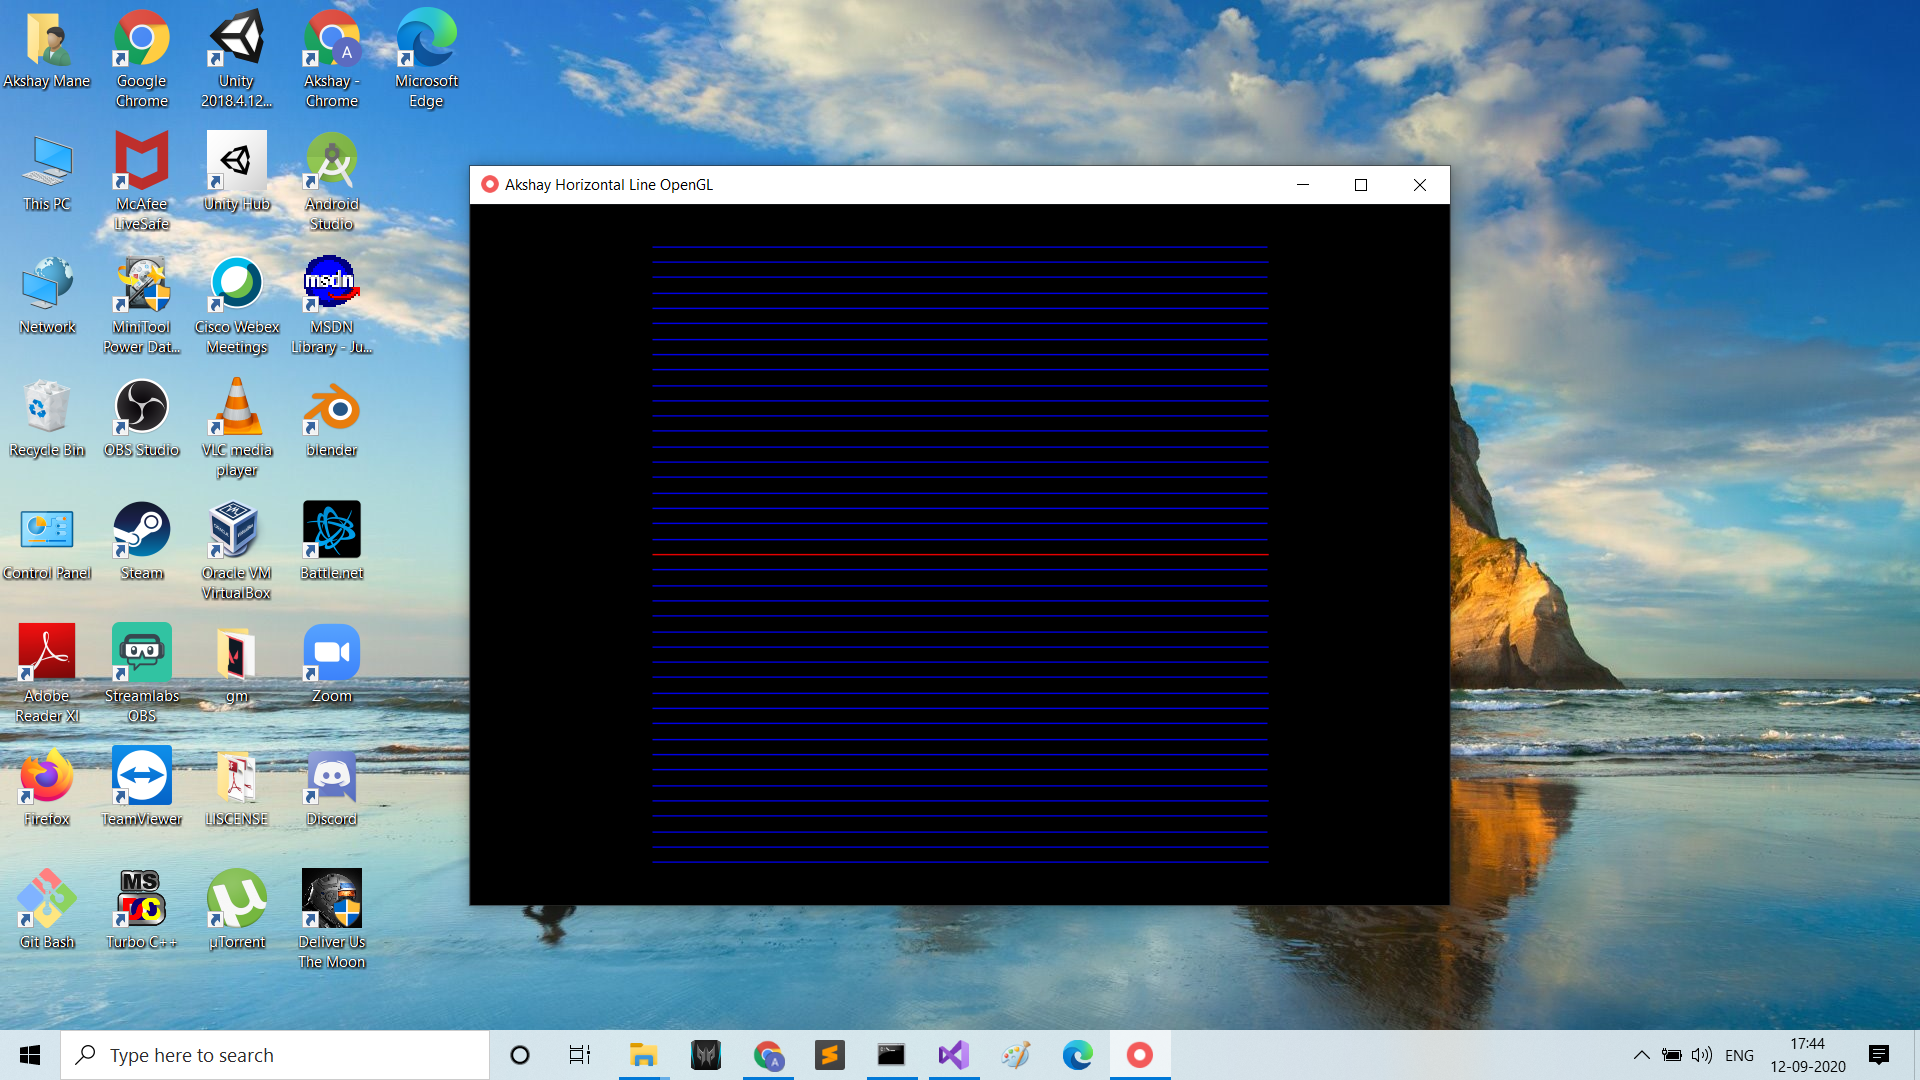 Akshay Mane
Google
Chrome
Unity
2018.4.12...
A
Akshay -
Chrome
Microsoft
Edge
This PC
McAfee
LiveSafe
Unity Hub
Android
Studio
Network
MiniTool
Power Dat...
Cisco Webex
Meetings
msdn
MSDN
Library - Ju...
Recycle Bin
OBS Studio
VLC media
player
blender
Control Panel
Steam
Oracle VM
VirtualBox
Battle.net
Adobe
Reader XI
Streamlabs
OBS
gm
Zoom
Firefox
TeamViewer
LISCENSE
Discord
Git Bash
MS
Turbo C++
µTorrent
Deliver Us
The Moon
Akshay Horizontal Line OpenGL
Type here to search
A
ENG
17:44
12-09-2020